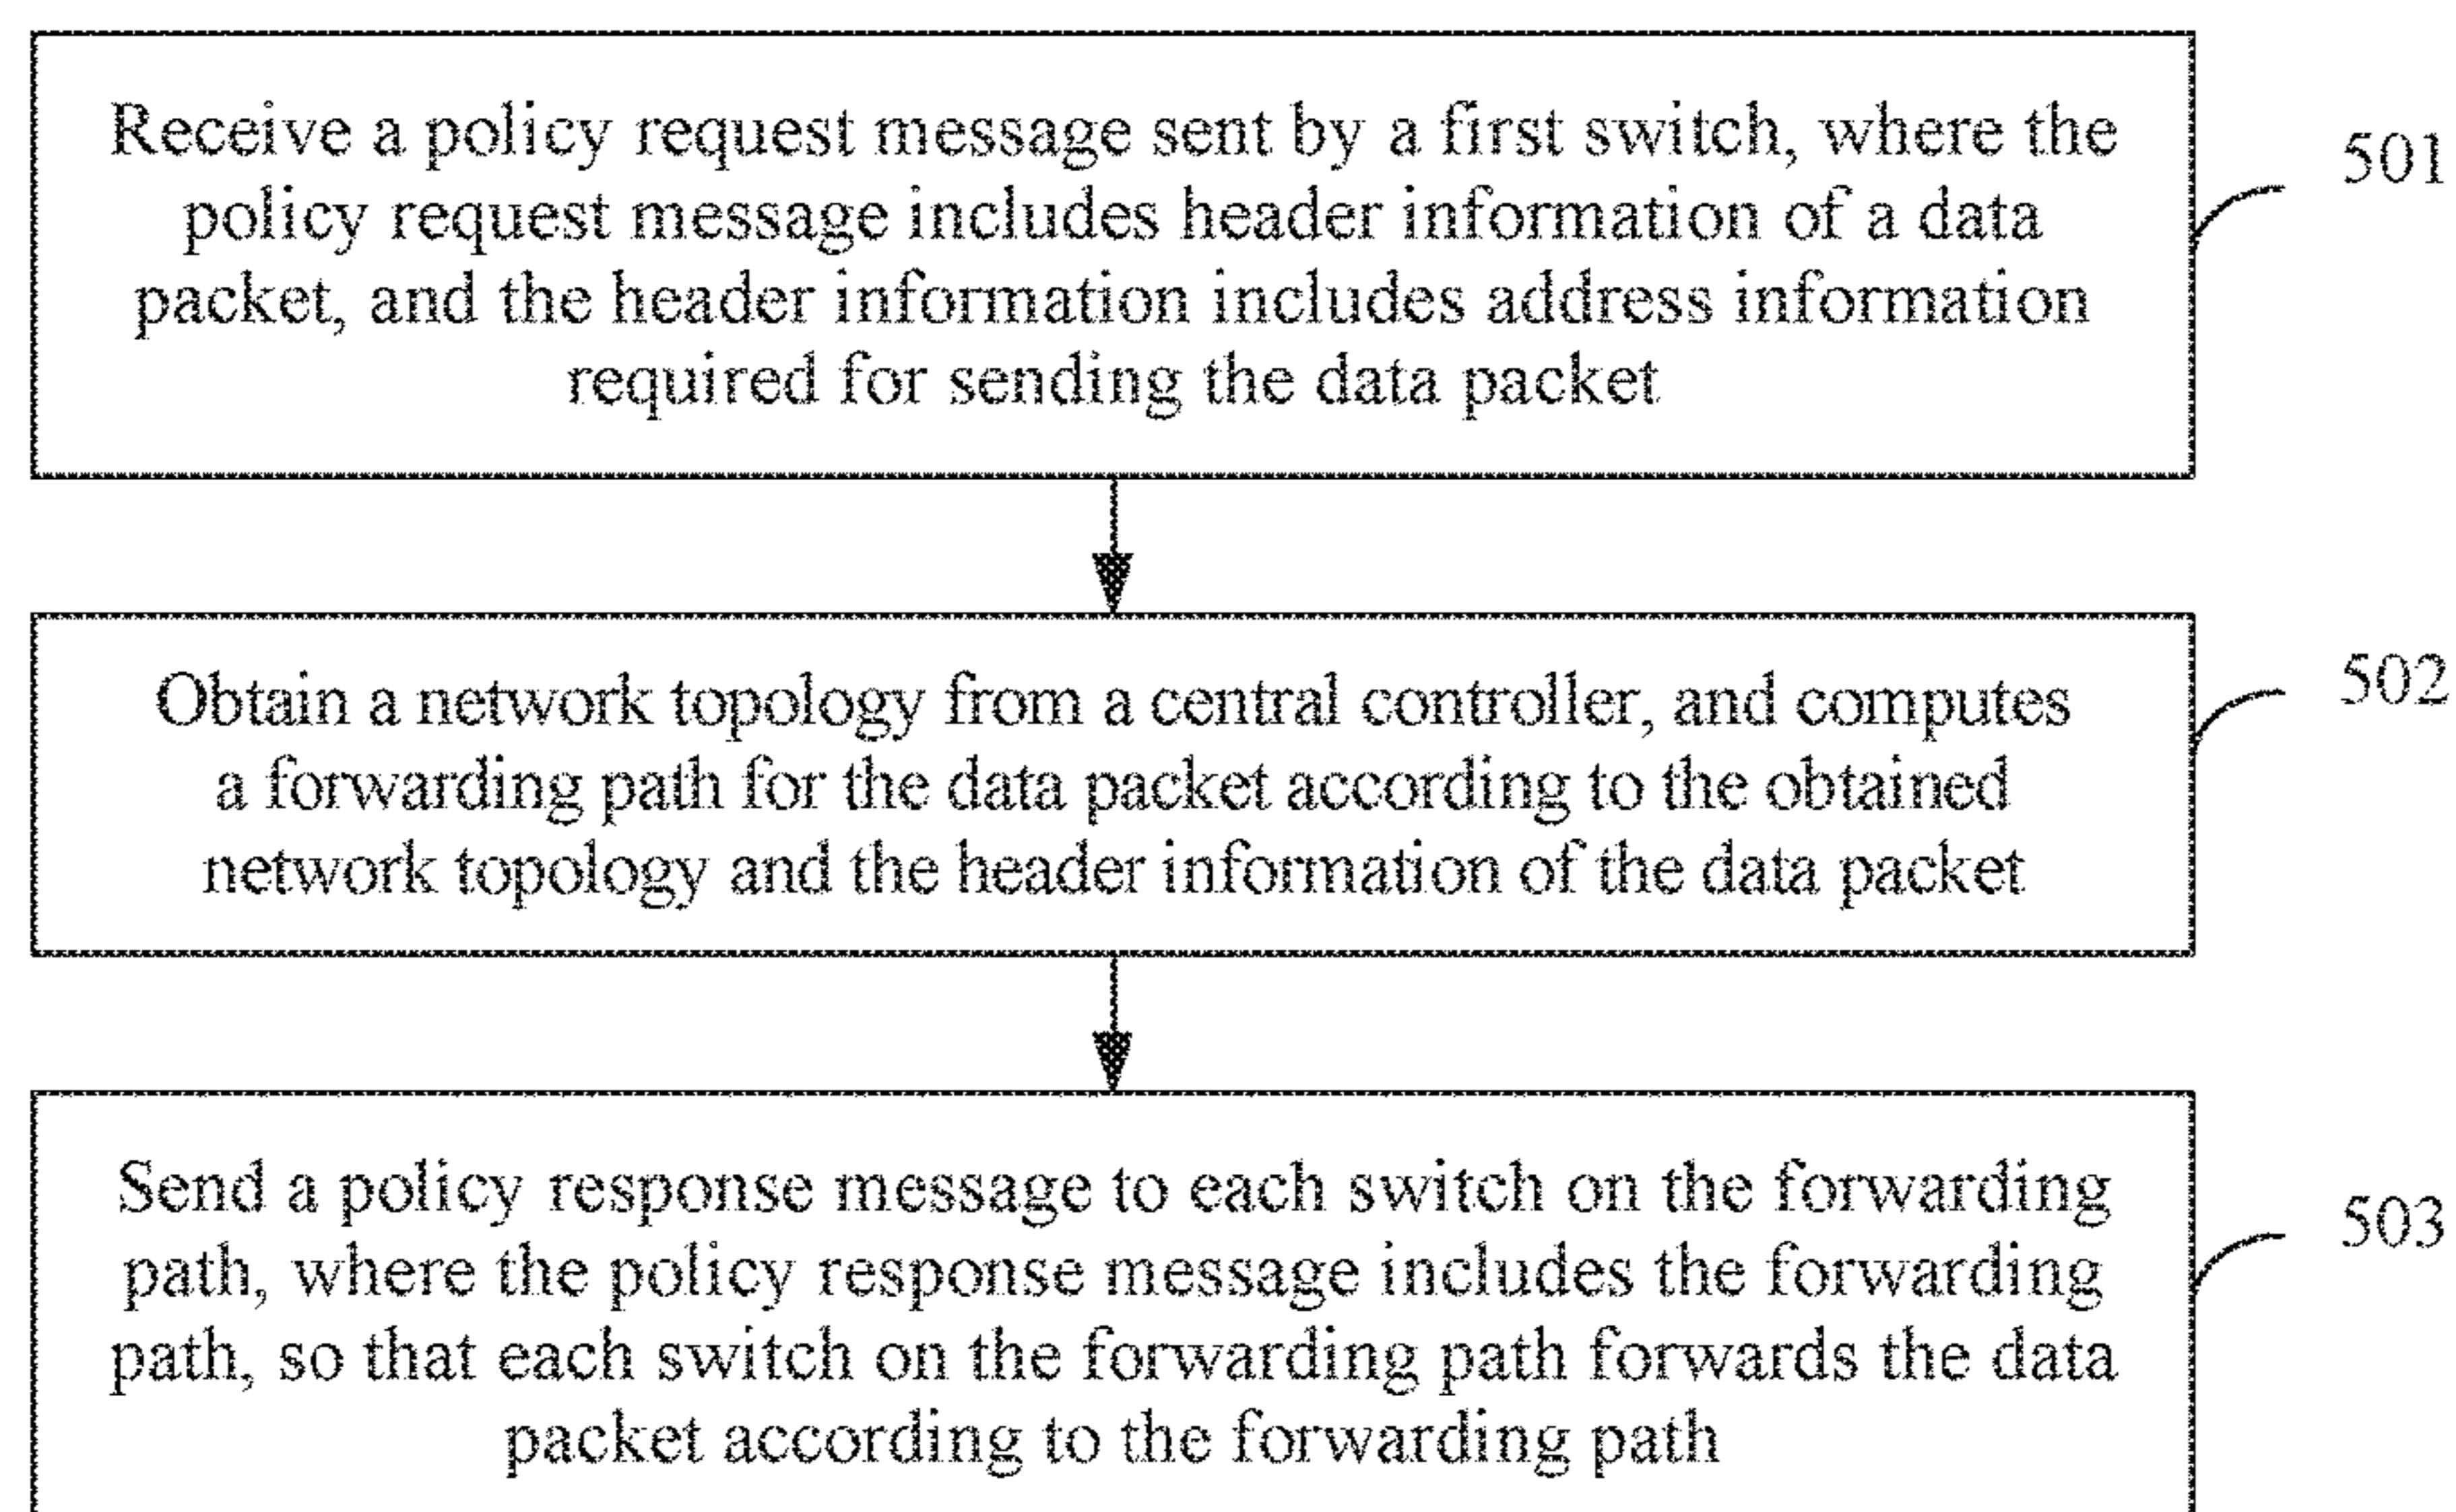 Receive a policy request message sent by a first switch, where the
policy request message includes header information of a data
packet, and the header information includes address information
required for sending the data packet
501
Obtain a network topology from a central controller, and computes
a forwarding path for the data packet according to the obtained
network topology and the header information of the data packet
502
Send a policy response message to each switch on the forwarding
path, where the policy response message includes the forwarding
path, so that each switch on the forwarding path forwards the data
packet according to the forwarding path
503